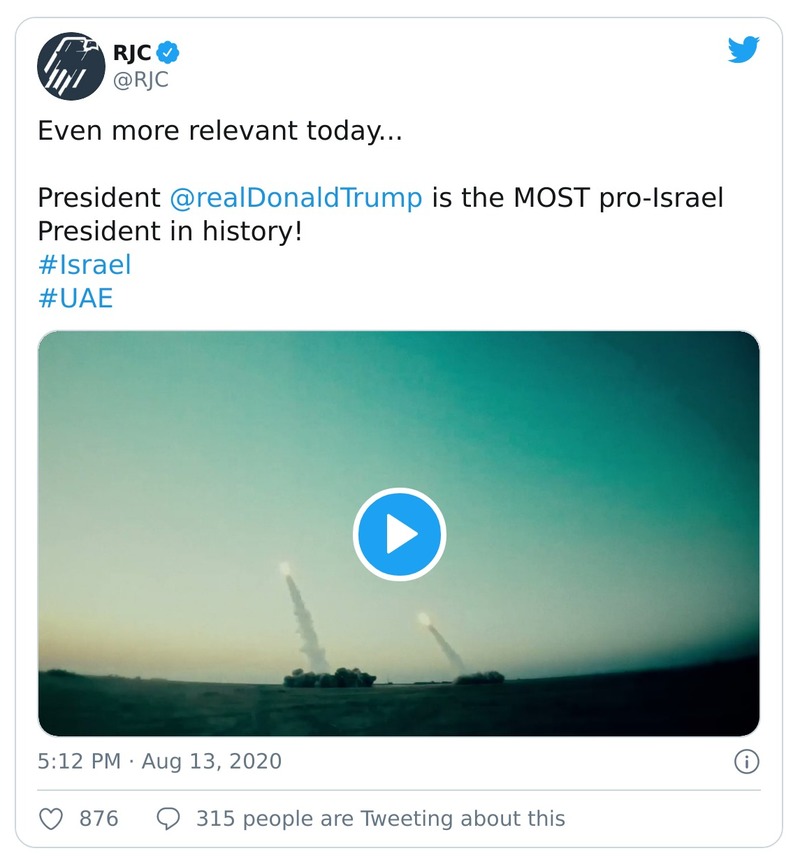 RJC
@RJC
Even more relevant today...
President @realDonaldTrump is the MOST pro-Israel
President in history!
#Israel
#UAE
5:12 PM · Aug 13, 2020
876
315 people are Tweeting about this